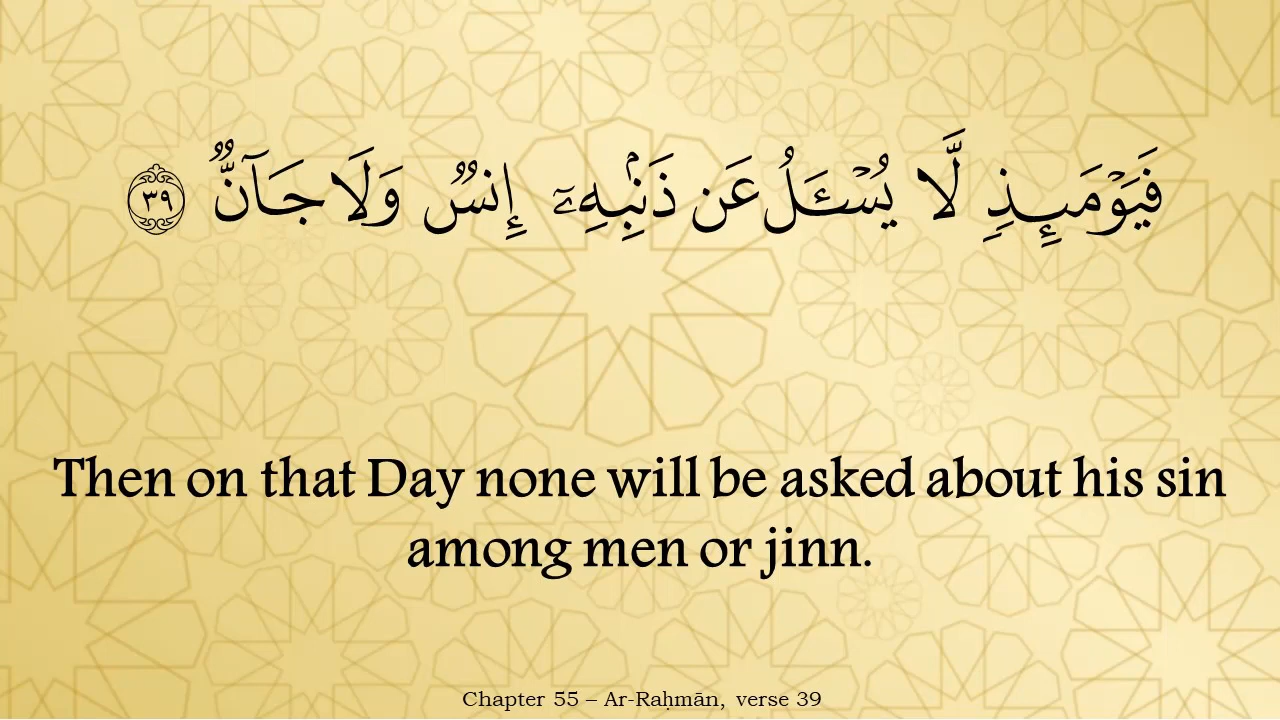 فَيَوْمَئِذٍ لَّا يُسْـَٔلُ عَن ذَنۢبِهِۦٓ إِنسٌ وَلَا جَآنٌّ ٣٩
Then on that Day none will be asked about his sin
among men or jinn.
Chapter 55 – Ar-Raḥmān, verse 39